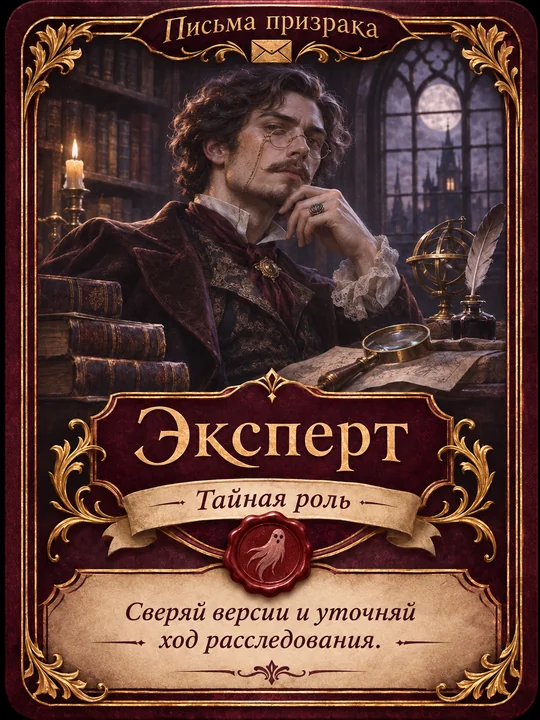 Письма призрака
Эксперт
Тайная роль
Сверяй версии и уточняй
ход расследования.